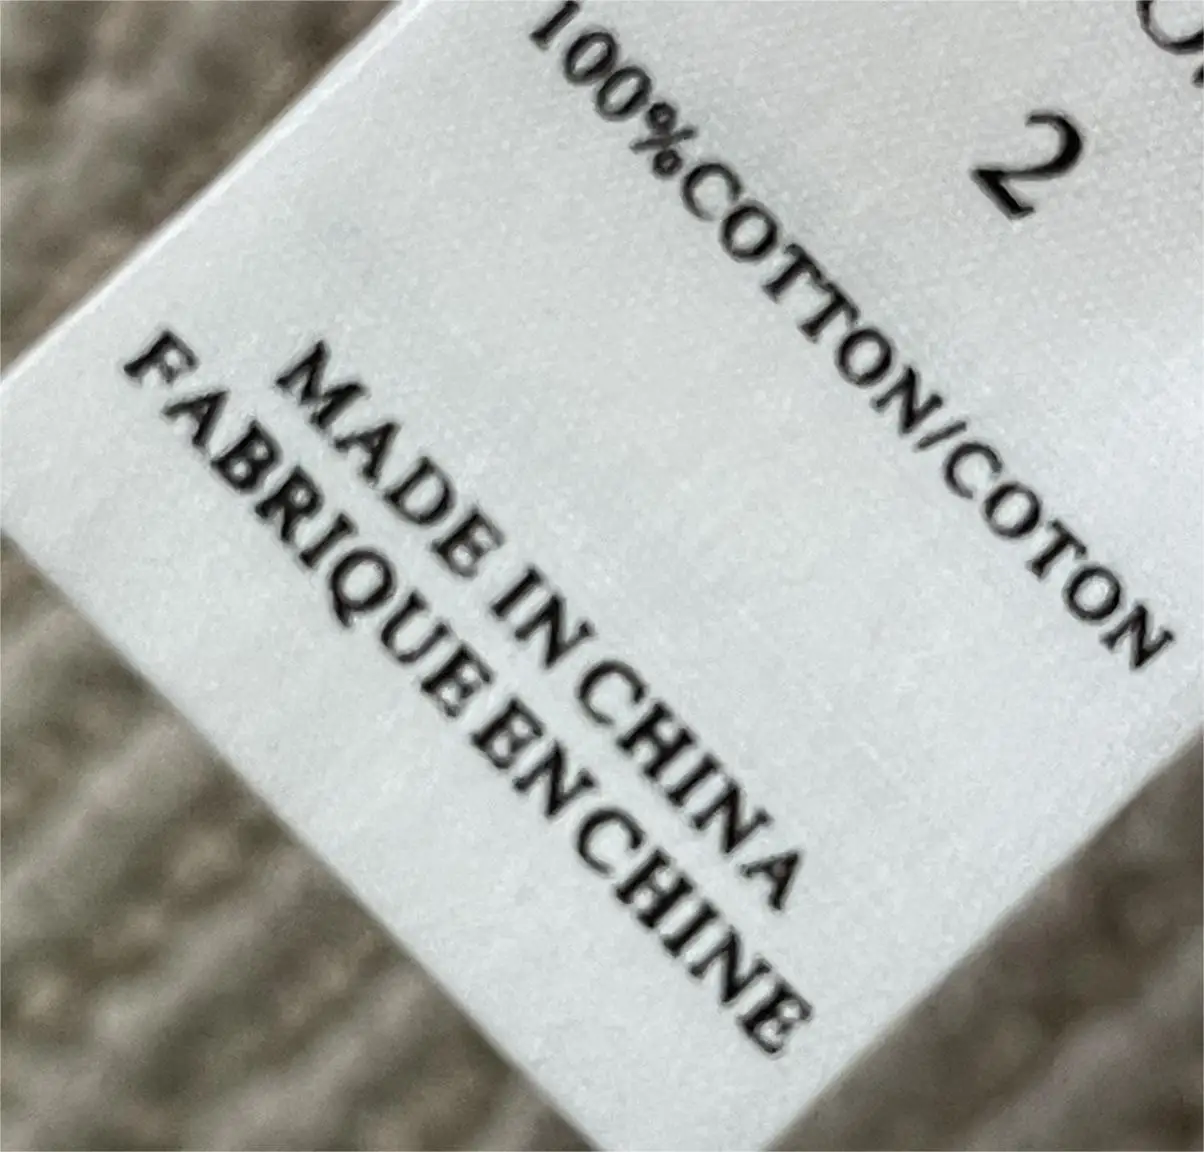 2
100%COTTON/COTON
MADE IN CHINA
FABRIQUE EN CHINE